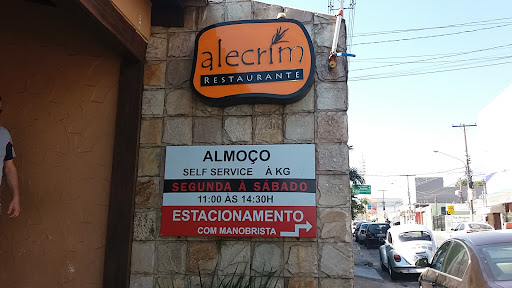 alecrim
RESTAURANTE
ALMOÇO
SELF SERVICE À KG
SEGUNDA À SÁBADO
11:00 ÀS 14:30H
ESTACIONAMENTO
COM MANOBRISTA